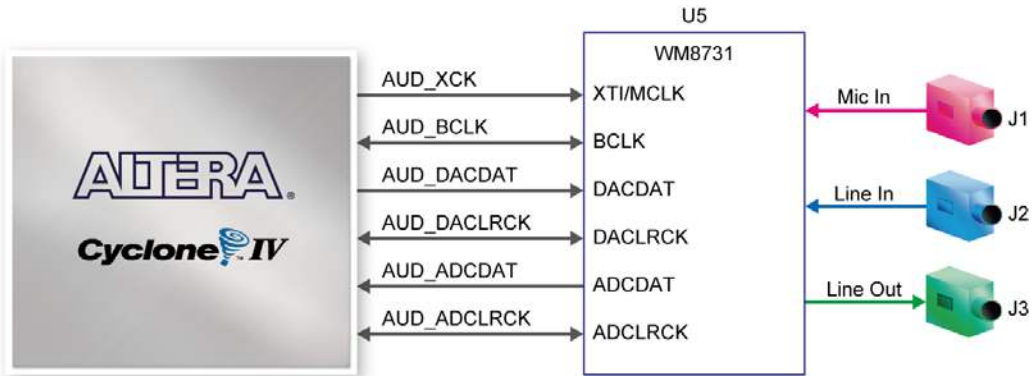 U5
WM8731
ALTERA®
Cyclone™ IV
AUD_XCK
AUD_BCLK
AUD_DACDAT
AUD_DACLRCK
AUD_ADCDAT
AUD_ADCLRCK
XTI/MCLK
BCLK
DACDAT
DACLRCK
ADCDAT
ADCLRCK
Mic In
J1
Line In
J2
Line Out
J3